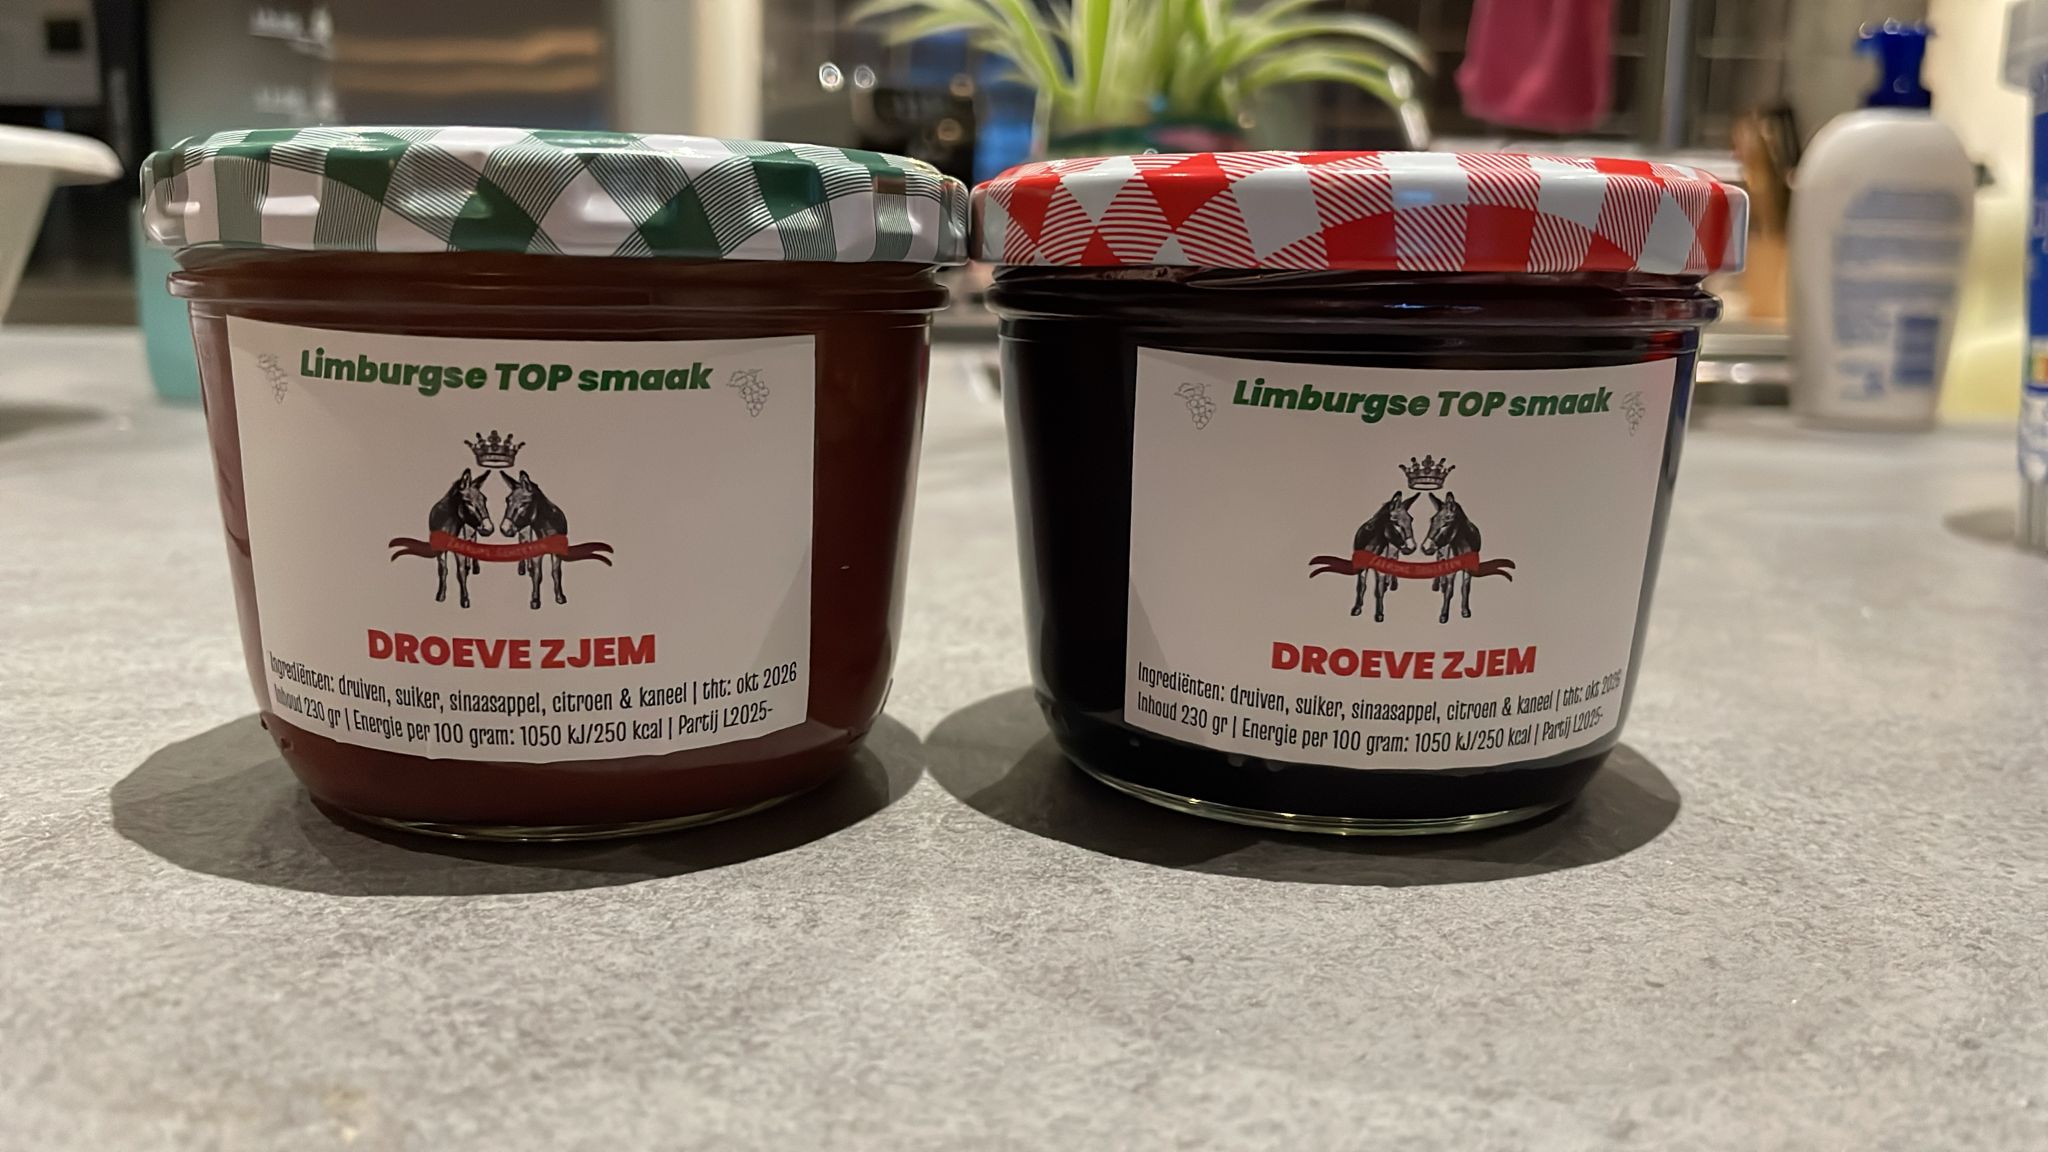 Limburgse TOP smaak
DROEVE ZJEM
Ingrediënten: druiven, suiker, sinaasappel, citroen & kaneel | tht: okt 2026
Inhoud 230 gr | Energie per 100 gram: 1050 kJ/250 kcal | Partij L2025-
Limburgse TOP smaak
DROEVE ZJEM
Ingrediënten: druiven, suiker, sinaasappel, citroen & kaneel | tht: okt 2026
Inhoud 230 gr | Energie per 100 gram: 1050 kJ/250 kcal | Partij L2025-